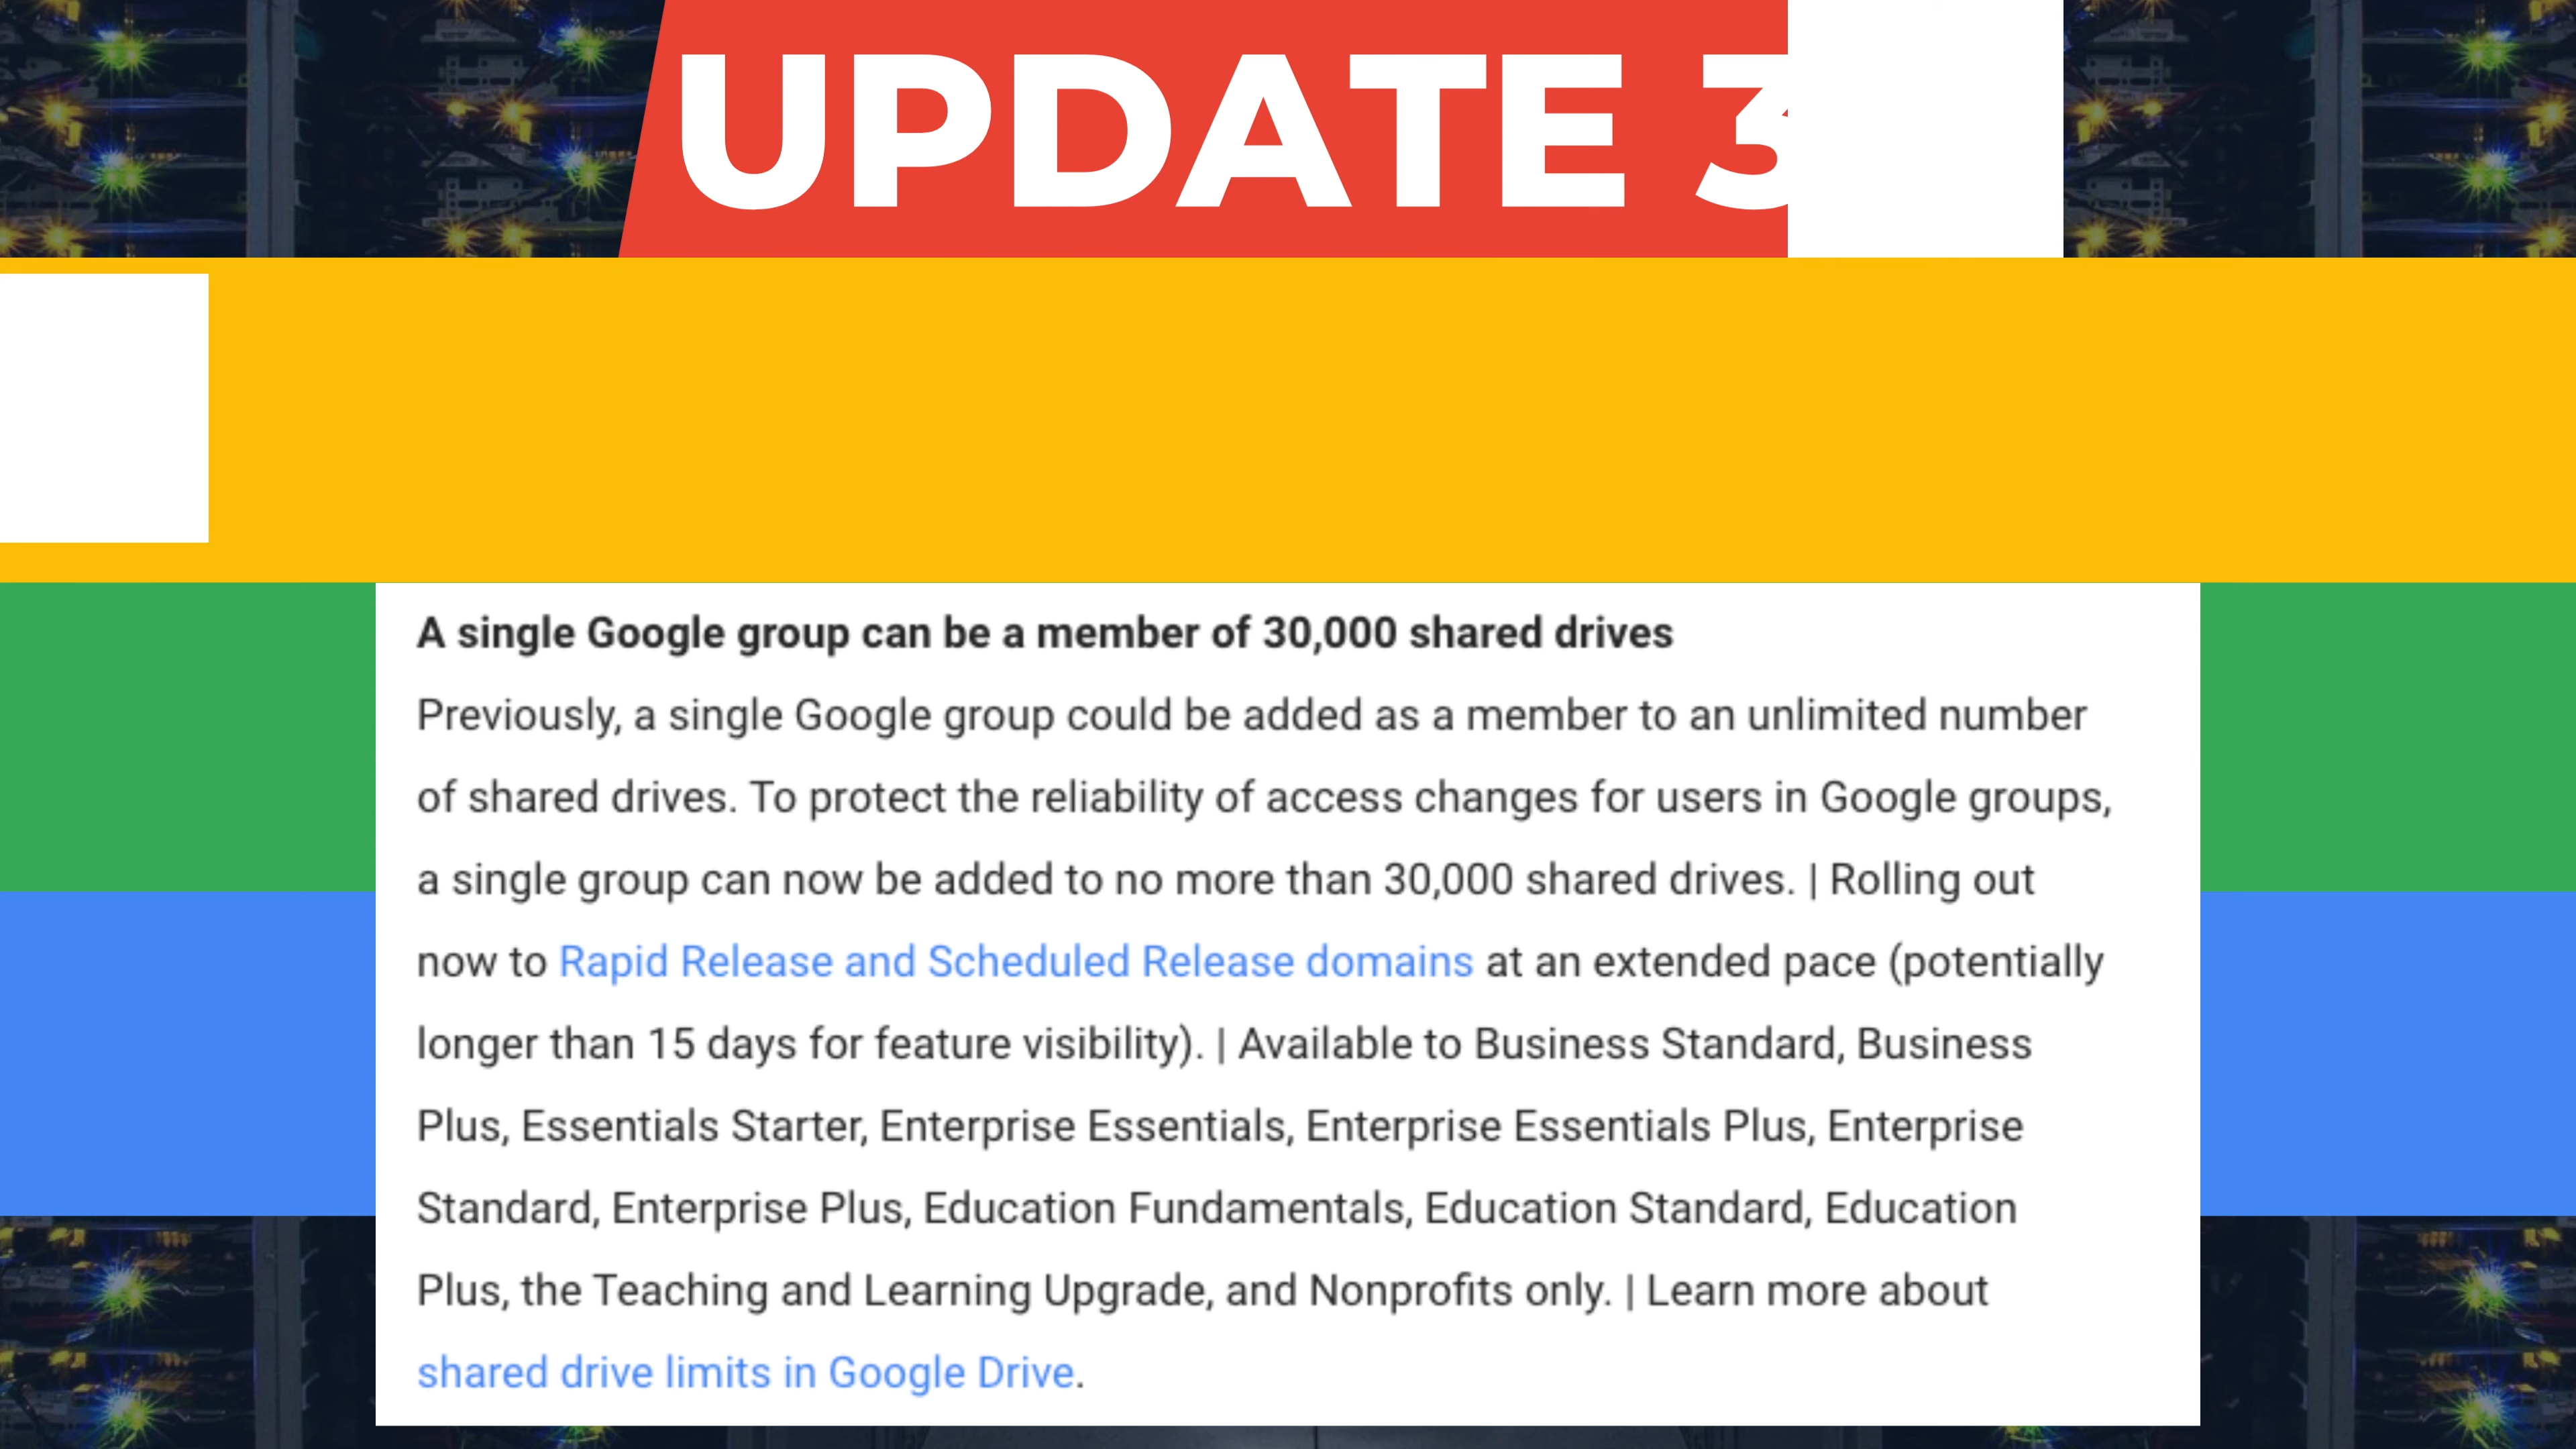 UPDATE 3
A single Google group can be a member of 30,000 shared drives
Previously, a single Google group could be added as a member to an unlimited number
of shared drives. To protect the reliability of access changes for users in Google groups,
a single group can now be added to no more than 30,000 shared drives. | Rolling out
now to Rapid Release and Scheduled Release domains at an extended pace (potentially
longer than 15 days for feature visibility). | Available to Business Standard, Business
Plus, Essentials Starter, Enterprise Essentials, Enterprise Essentials Plus, Enterprise
Standard, Enterprise Plus, Education Fundamentals, Education Standard, Education
Plus, the Teaching and Learning Upgrade, and Nonprofits only. | Learn more about
shared drive limits in Google Drive.